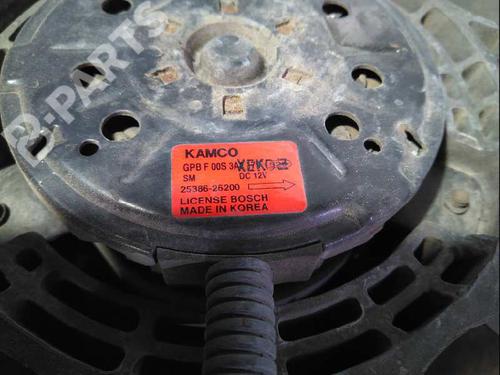 B-PARTS
KAMCO
GPB F 00S 3A
SM DC 12V
25386-26200
LICENSE BOSCH
MADE IN KOREA